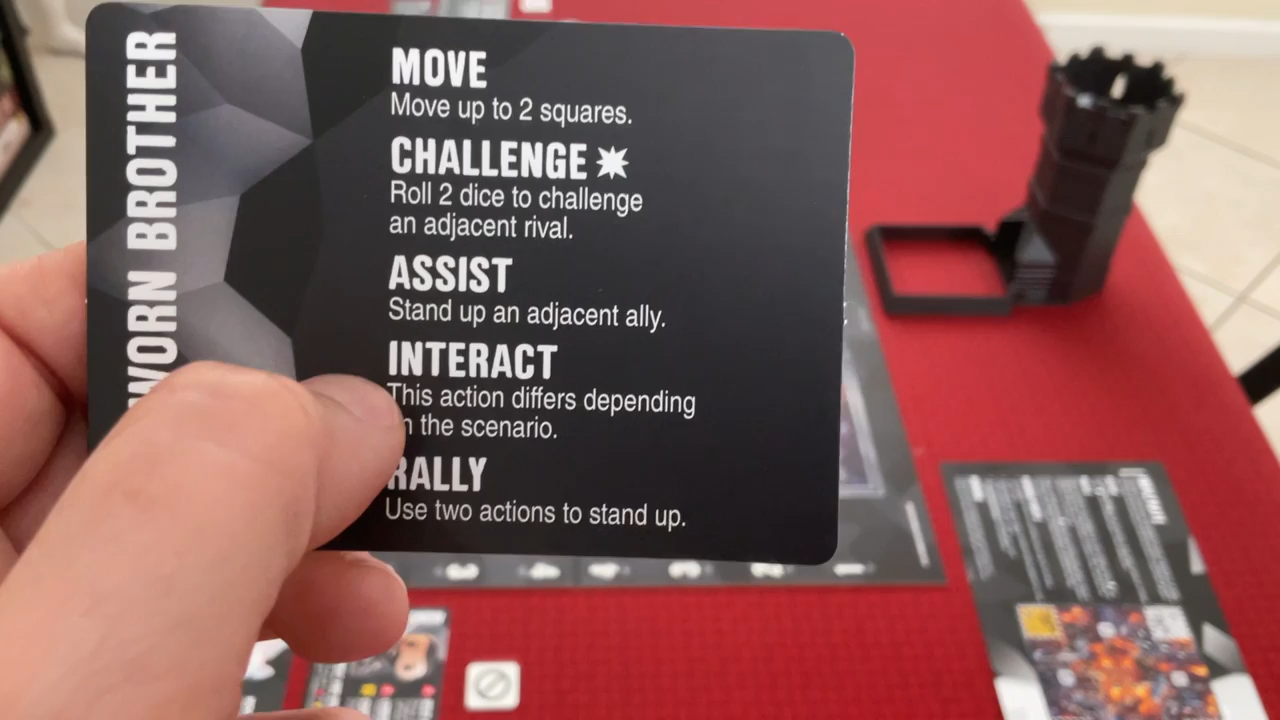 WORN BROTHER
MOVE
Move up to 2 squares.
CHALLENGE
Roll 2 dice to challenge
an adjacent rival.
ASSIST
Stand up an adjacent ally.
INTERACT
This action differs depending
the scenario.
RALLY
Use two actions to stand up.